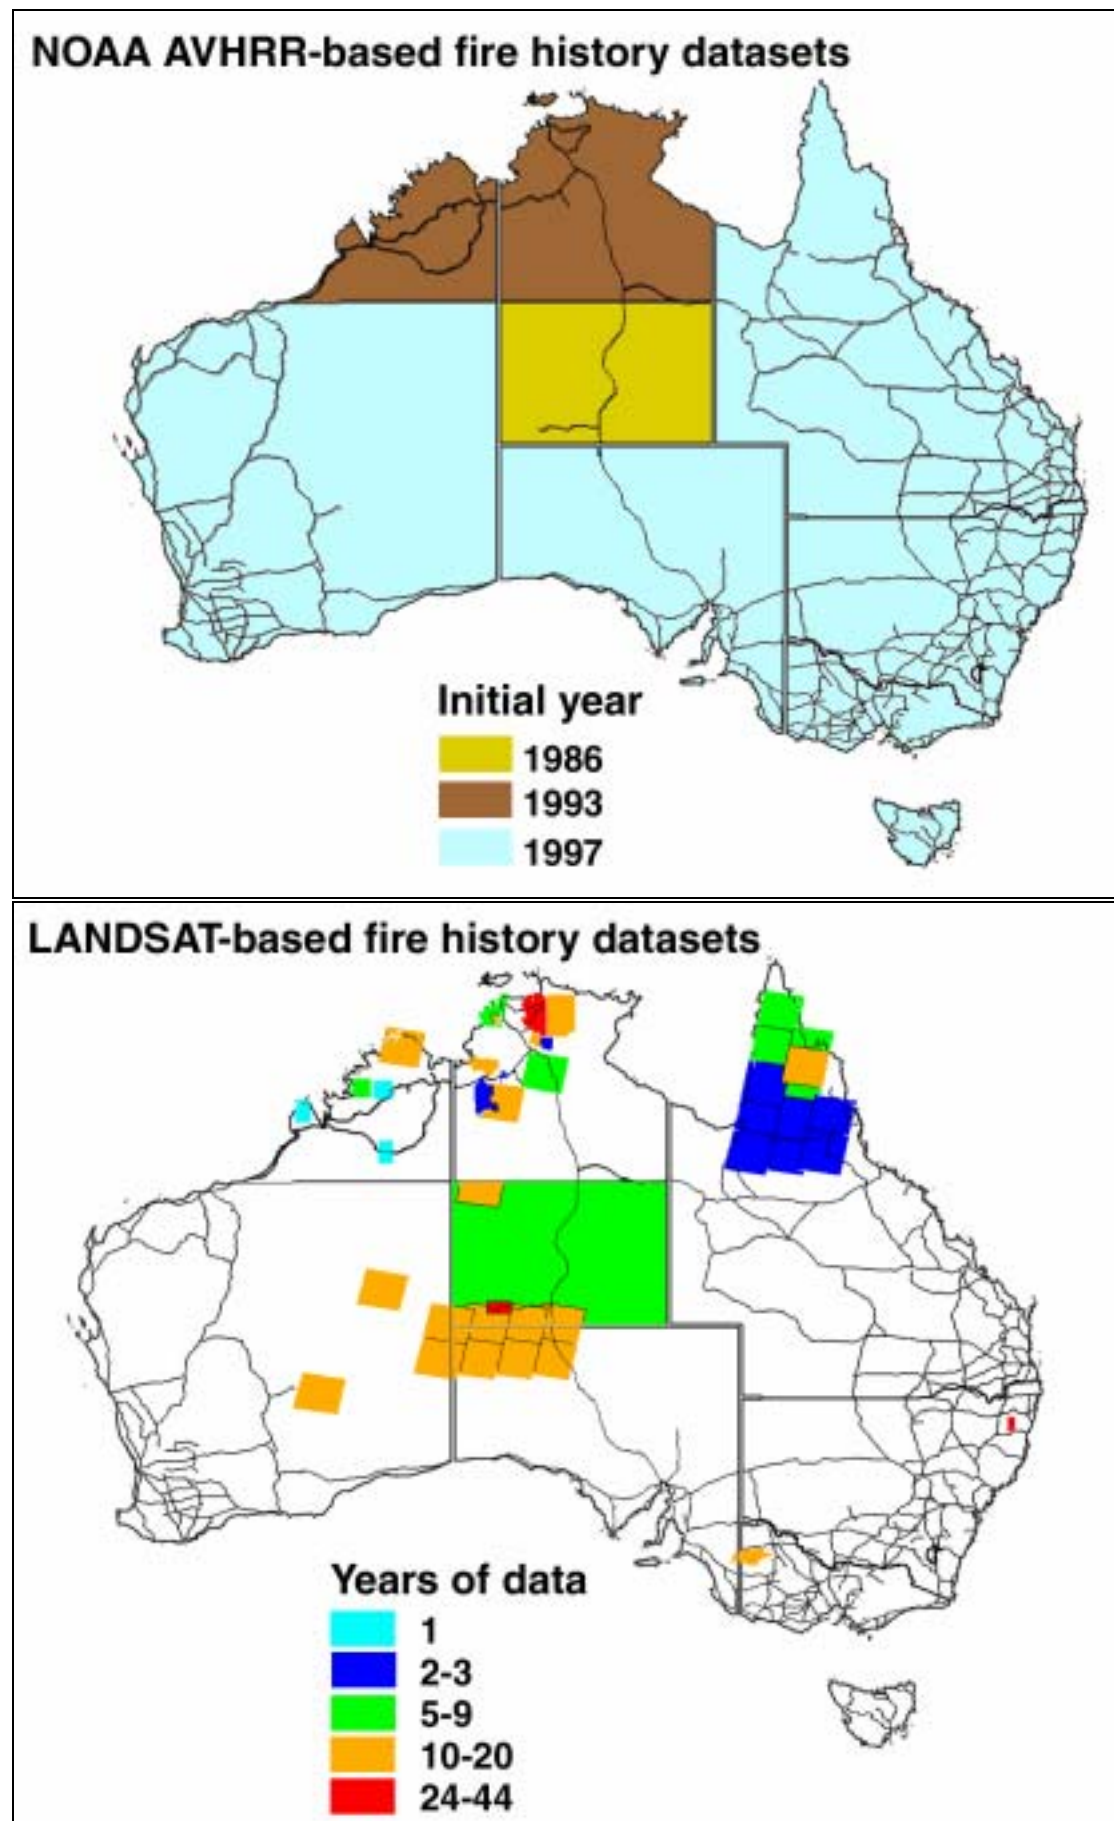 NOAA AVHRR-based fire history datasets
Initial year
1986
1993
1997
LANDSAT-based fire history datasets
Years of data
1
2-3
5-9
10-20
24-44